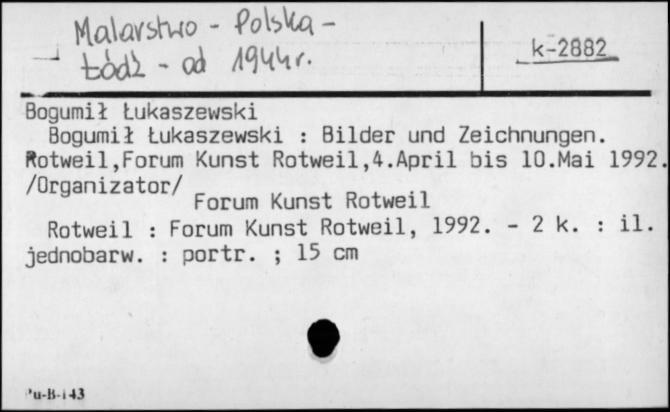 Malarstwo - Polska -
Łódź - od 1944r.
k-2882
Bogumił Łukaszewski
Bogumił Łukaszewski : Bilder und Zeichnungen.
Rotweil,Forum Kunst Rotweil,4.April bis 10.Mai 1992.
/Organizator/
Forum Kunst Rotweil
Rotweil : Forum Kunst Rotweil, 1992. - 2 k. : il.
jednobarw. : portr. ; 15 cm
Pu-B-143